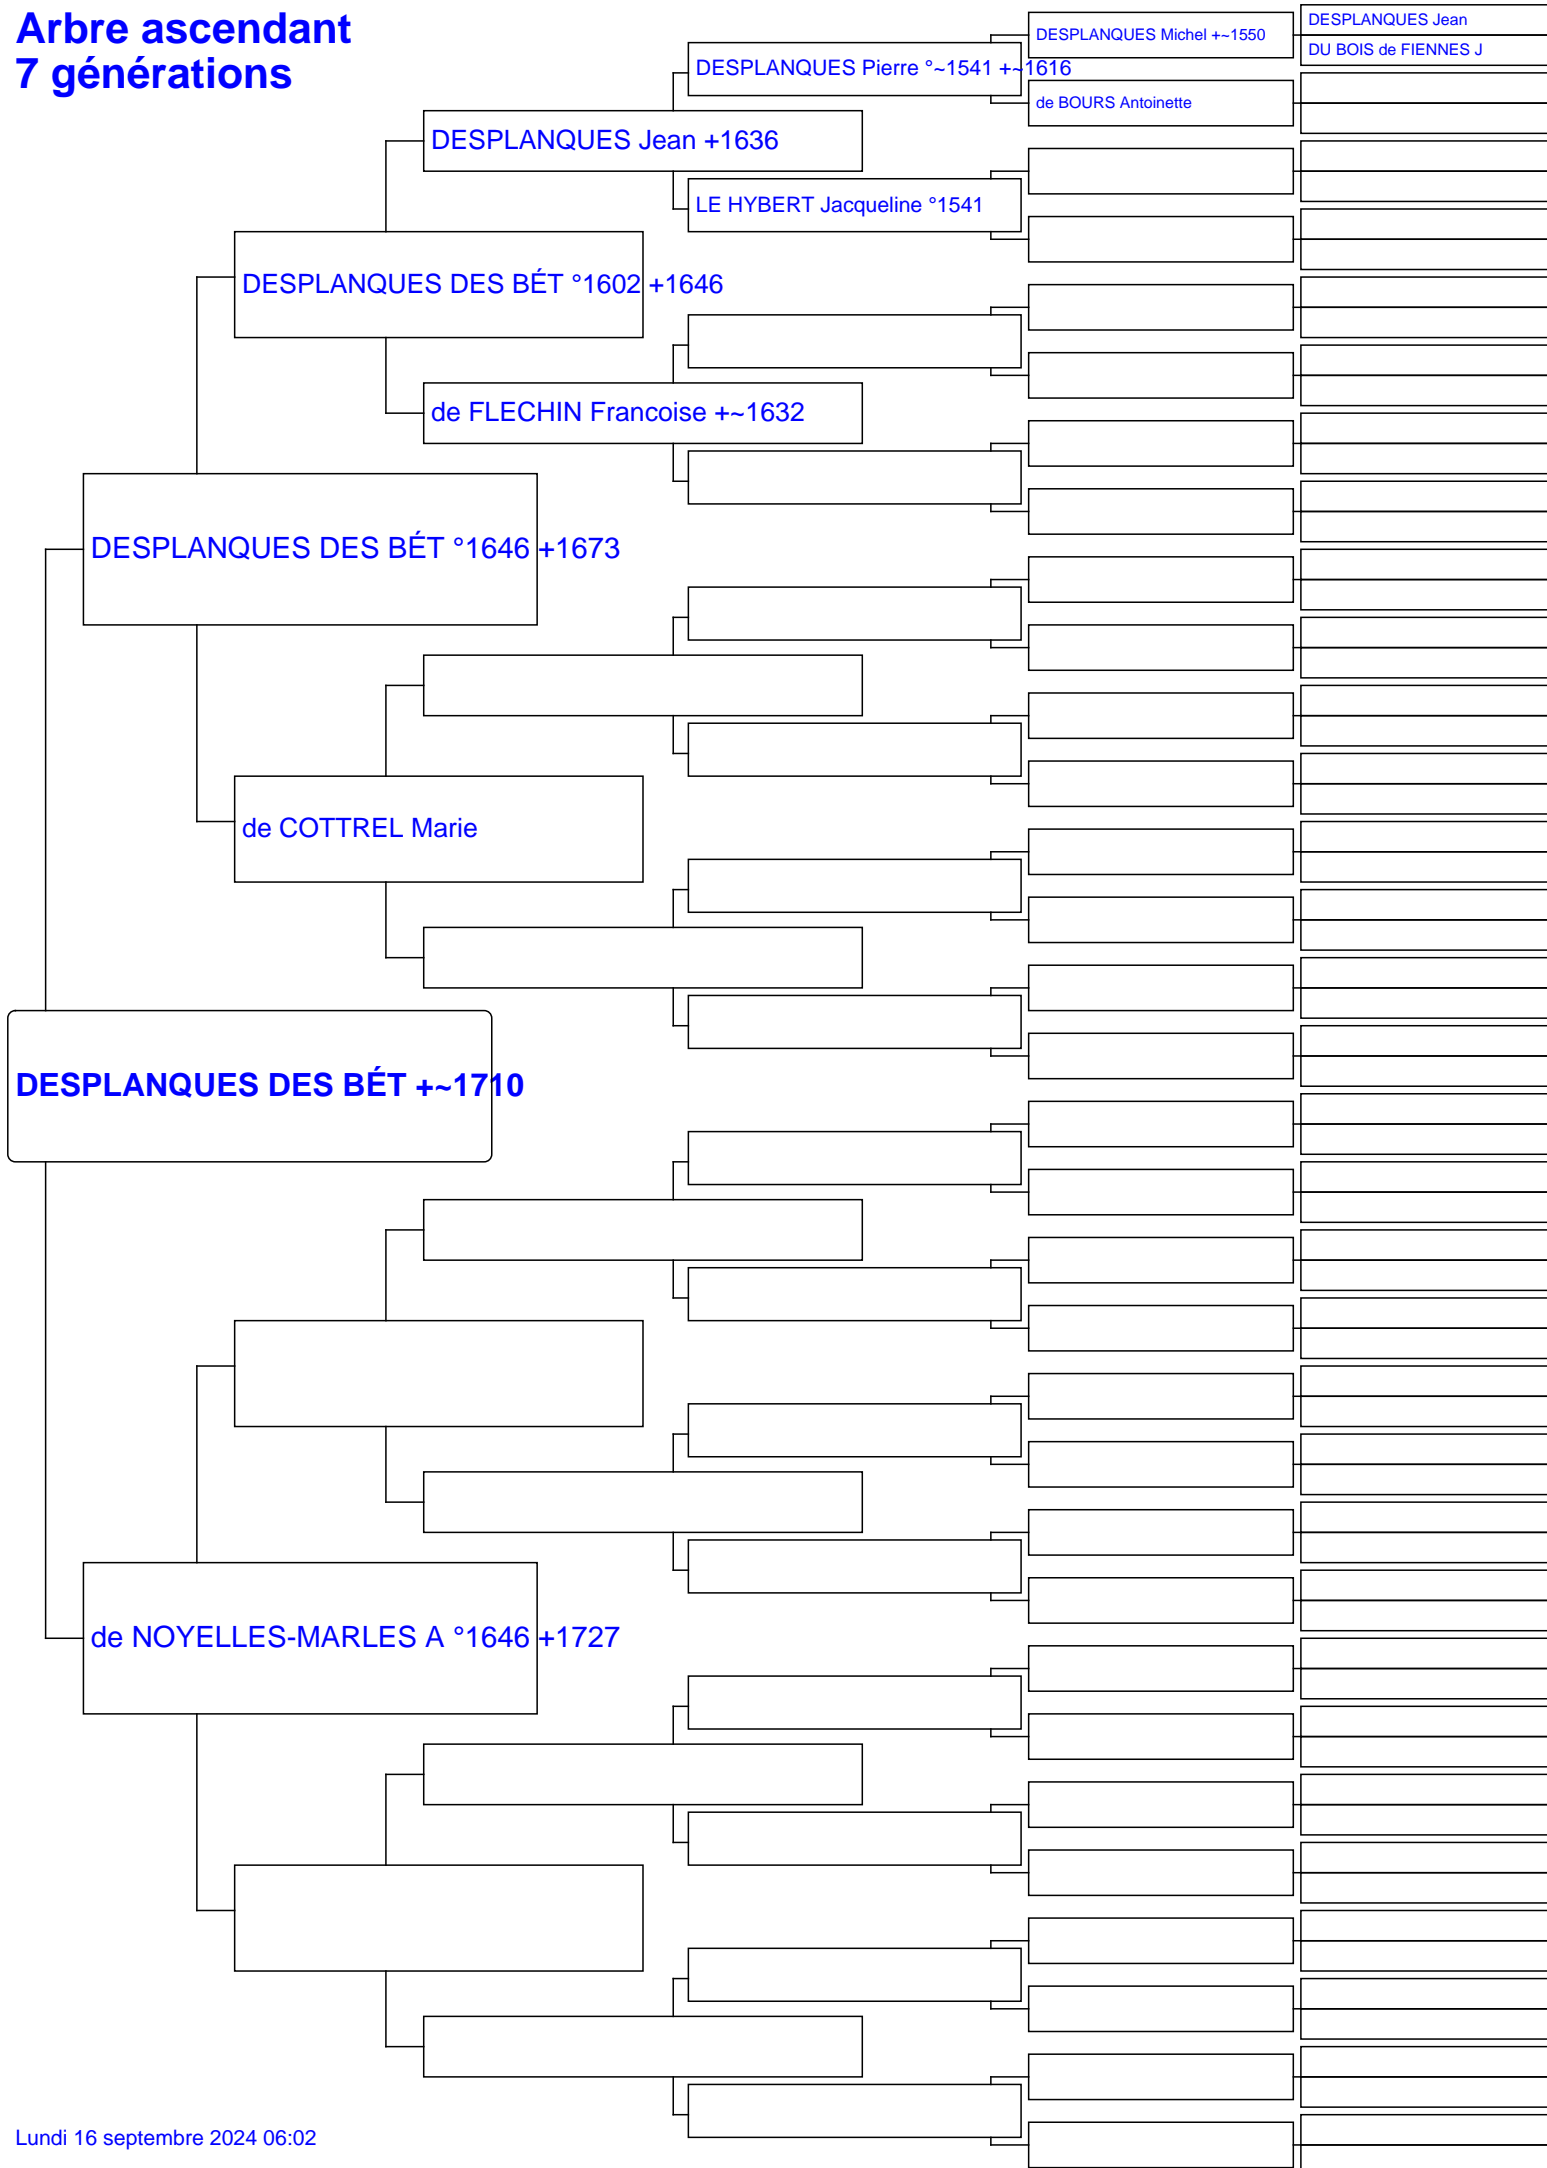 Arbre ascendant
7 générations
DESPLANQUES Jean
DESPLANQUES Michel +~1550
DU BOIS de FIENNES J
DESPLANQUES Pierre °~1541 +~1616
de BOURS Antoinette
DESPLANQUES Jean +1636
LE HYBERT Jacqueline °1541
DESPLANQUES DES BÉT °1602 +1646
de FLECHIN Francoise +~1632
DESPLANQUES DES BÉT °1646 +1673
de COTTREL Marie
DESPLANQUES DES BÉT +~1710
de NOYELLES-MARLES A °1646 +1727
Lundi 16 septembre 2024 06:02